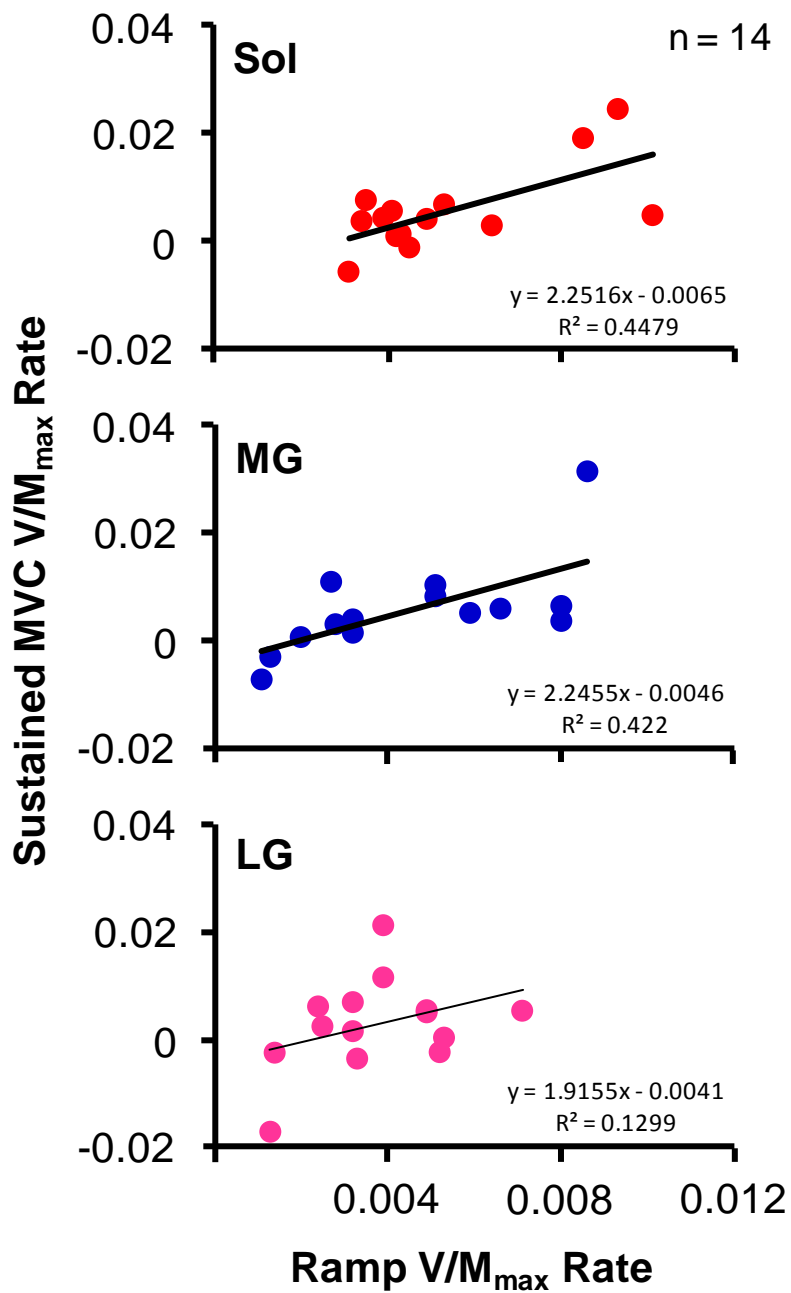 Sustained MVC V/Mmax Rate
0.04
0.02
0
-0.02
Sol
n = 14
y = 2.2516x - 0.0065
R² = 0.4479
0.04
0.02
0
-0.02
MG
y = 2.2455x - 0.0046
R² = 0.422
0.04
0.02
0
-0.02
LG
y = 1.9155x - 0.0041
R² = 0.1299
0.004 0.008 0.012
Ramp V/Mmax Rate